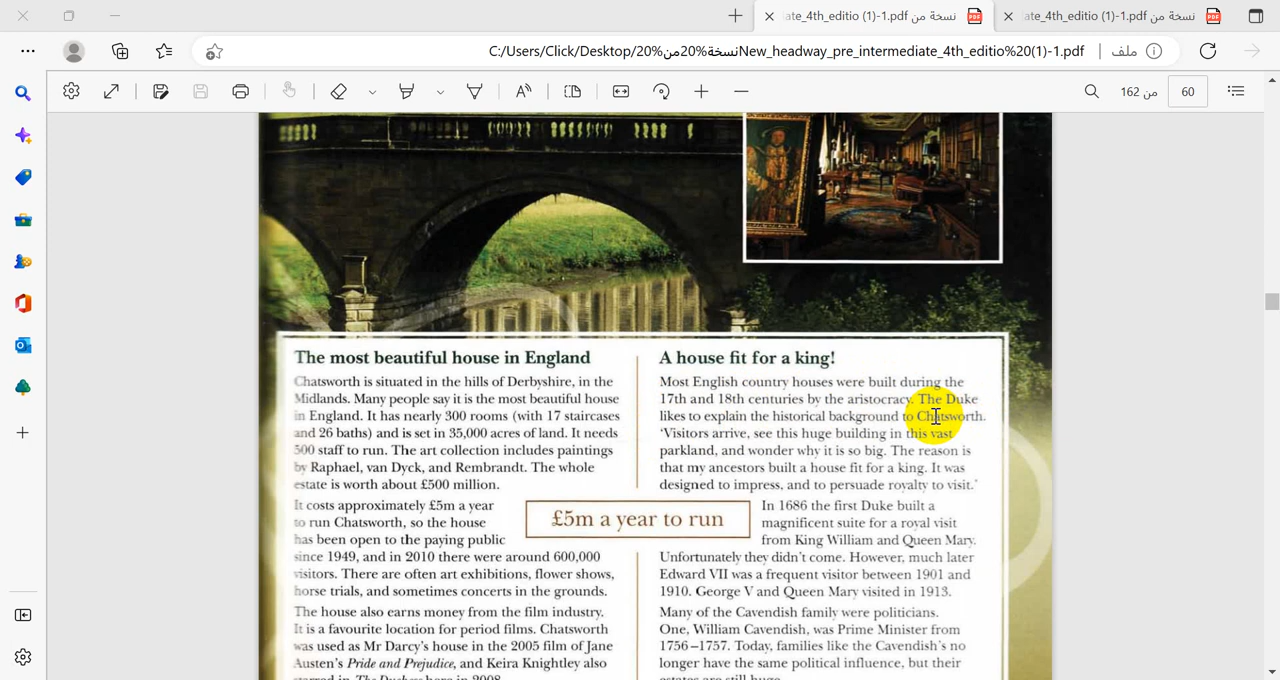 نسخة من ate_4th_editio (1)-1.pdf
نسخة من ate_4th_editio (1)-1.pdf
ملف
C:/Users/Click/Desktop/20%نسخة20%من%New_headway_pre_intermediate_4th_editio%20(1)-1.pdf
60
من 162
The most beautiful house in England
Chatsworth is situated in the hills of Derbyshire, in the
Midlands. Many people say it is the most beautiful house
in England. It has nearly 300 rooms (with 17 staircases
and 26 baths) and is set in 35,000 acres of land. It needs
500 staff to run. The art collection includes paintings
by Raphael, van Dyck, and Rembrandt. The whole
estate is worth about £500 million.
It costs approximately £5m a year
to run Chatsworth, so the house
has been open to the paying public
since 1949, and in 2010 there were around 600,000
visitors. There are often art exhibitions, flower shows,
horse trials, and sometimes concerts in the grounds.
The house also earns money from the film industry.
It is a favourite location for period films. Chatsworth
was used as Mr Darcy's house in the 2005 film of Jane
Austen's Pride and Prejudice, and Keira Knightley also
starred in The Duchess here in 2008.
£5m a year to run
A house fit for a king!
Most English country houses were built during the
17th and 18th centuries by the aristocracy. The Duke
likes to explain the historical background to Chatsworth.
'Visitors arrive, see this huge building in this vast
parkland, and wonder why it is so big. The reason is
that my ancestors built a house fit for a king. It was
designed to impress, and to persuade royalty to visit.'
In 1686 the first Duke built a
magnificent suite for a royal visit
from King William and Queen Mary.
Unfortunately they didn't come. However, much later
Edward VII was a frequent visitor between 1901 and
1910. George V and Queen Mary visited in 1913.
Many of the Cavendish family were politicians.
One, William Cavendish, was Prime Minister from
1756–1757. Today, families like the Cavendish's no
longer have the same political influence, but their
estates are still huge.